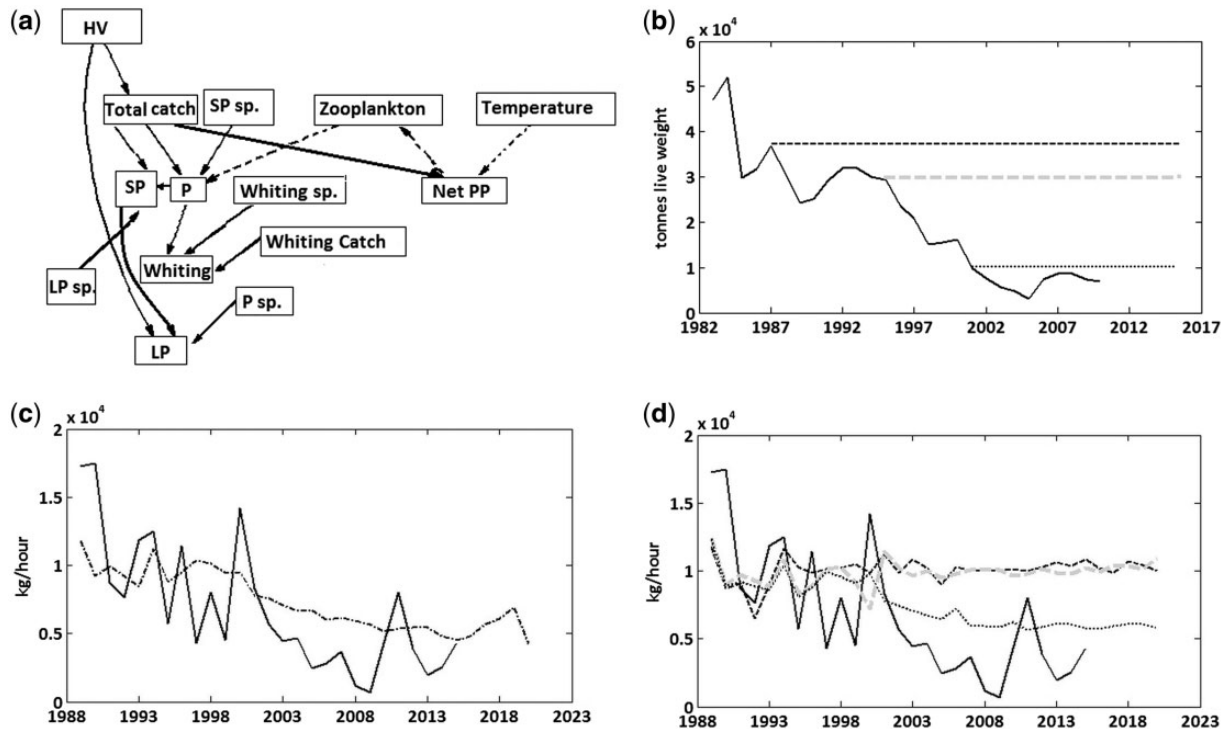 (a)
HV
Total catch
SP sp.
Zooplankton
Temperature
SP
P
Whiting sp.
Net PP
Whiting Catch
Whiting
LP sp.
P sp.
LP
(b)
x 10^4
tonnes live weight
6
5
4
3
2
1
0
1982 1987 1992 1997 2002 2007 2012 2017
(c)
x 10^4
kg/hour
2
1.5
1
0.5
0
1988 1993 1998 2003 2008 2013 2018 2023
(d)
x 10^4
kg/hour
2
1.5
1
0.5
0
1988 1993 1998 2003 2008 2013 2018 2023